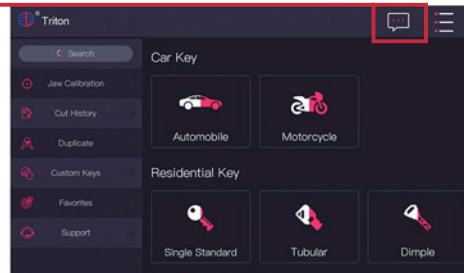 Triton
Search
Jaw Calibration
Cut History
Duplicate
Custom Keys
Favorites
Support
Car Key
Automobile
Motorcycle
Residential Key
Single Standard
Tubular
Dimple